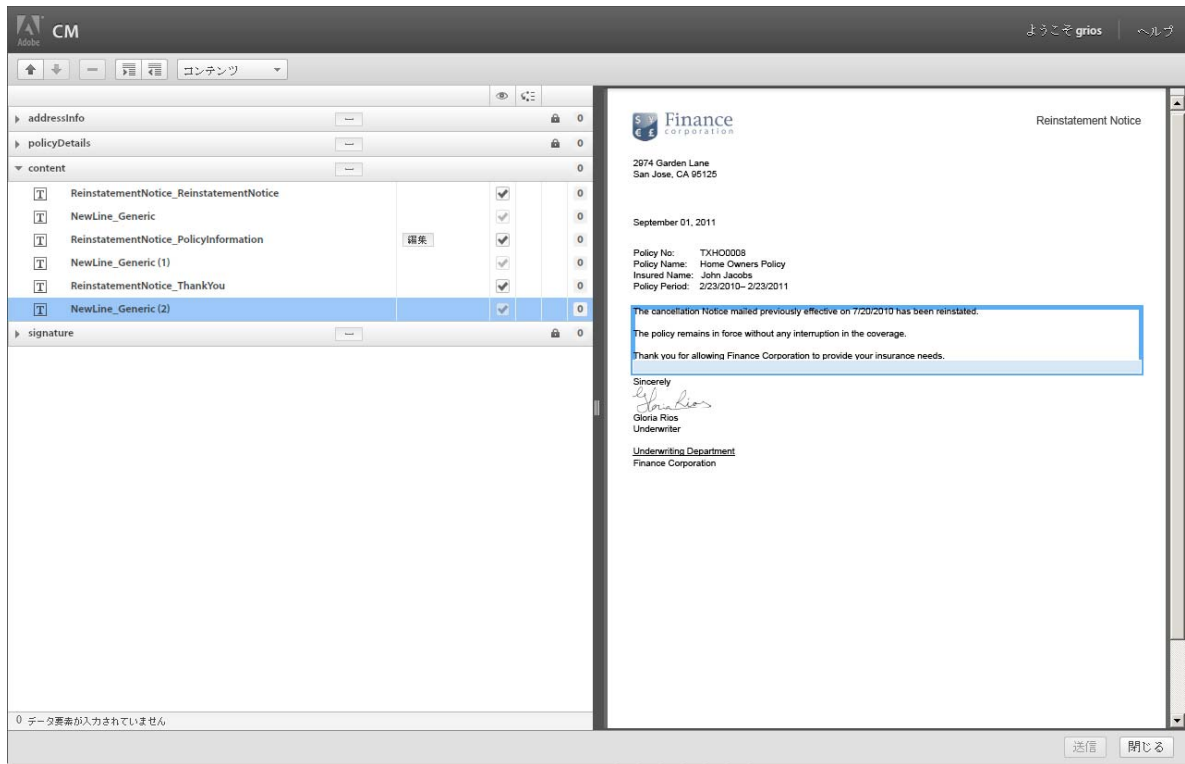 Adobe CM ようこそ grios ヘルプ
コンテンツ
addressInfo 0
policyDetails 0
content 0
T ReinstatementNotice_ReinstatementNotice 0
T NewLine_Generic 0
T ReinstatementNotice_PolicyInformation 編集 0
T NewLine_Generic (1) 0
T ReinstatementNotice_ThankYou 0
T NewLine_Generic (2) 0
signature 0
0 データ要素が入力されていません
$ ¥ € £ Finance corporation
Reinstatement Notice
2974 Garden Lane
San Jose, CA 95125
September 01, 2011
Policy No: TXHO0008
Policy Name: Home Owners Policy
Insured Name: John Jacobs
Policy Period: 2/23/2010– 2/23/2011
The cancellation Notice mailed previously effective on 7/20/2010 has been reinstated.
The policy remains in force without any interruption in the coverage.
Thank you for allowing Finance Corporation to provide your insurance needs.
Sincerely
Gloria Rios
Gloria Rios
Underwriter
Underwriting Department
Finance Corporation
送信 閉じる